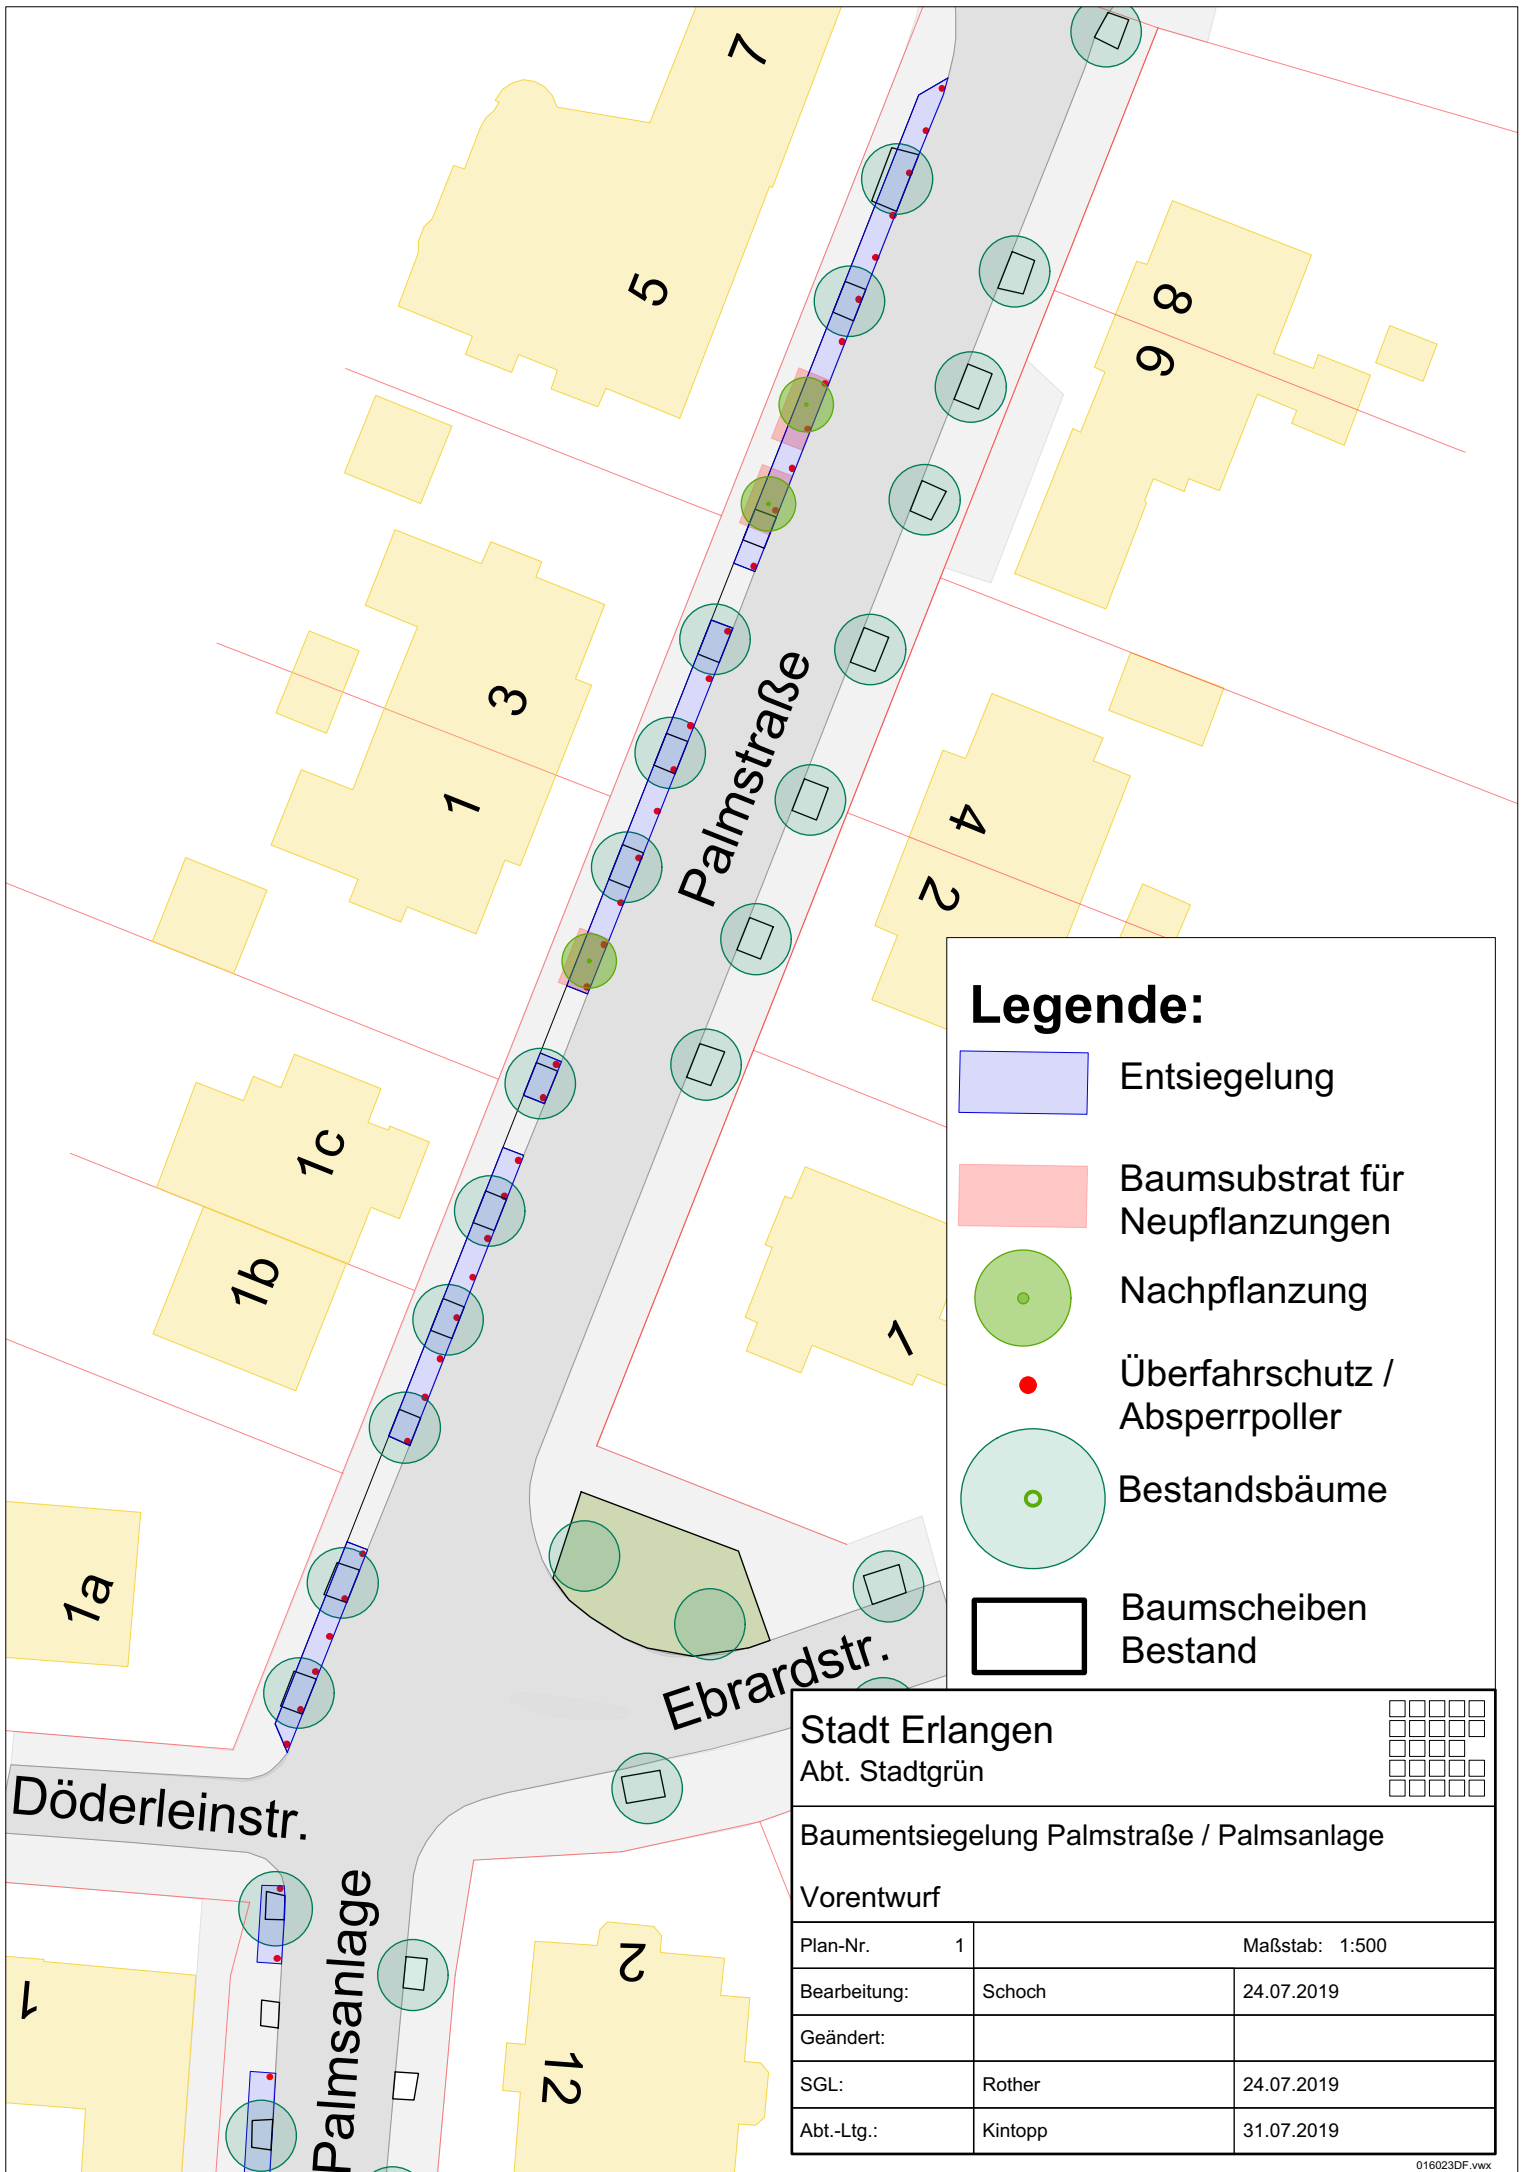 7
5
8
6
3
1
Palmstraße
4
2
Legende:
Entsiegelung
Baumsubstrat für
Neupflanzungen
Nachpflanzung
Überfahrschutz /
Absperrpoller
Bestandsbäume
Baumscheiben
Bestand
1c
1b
1
1a
Ebrardstr.
Döderleinstr.
Palmsanlage
1
2
12
Stadt Erlangen
Abt. Stadtgrün
Baumentsiegelung Palmstraße / Palmsanlage
Vorentwurf
Plan-Nr. 1 Maßstab: 1:500
Bearbeitung: Schoch 24.07.2019
Geändert:
SGL: Rother 24.07.2019
Abt.-Ltg.: Kintopp 31.07.2019
016023DF.vwx